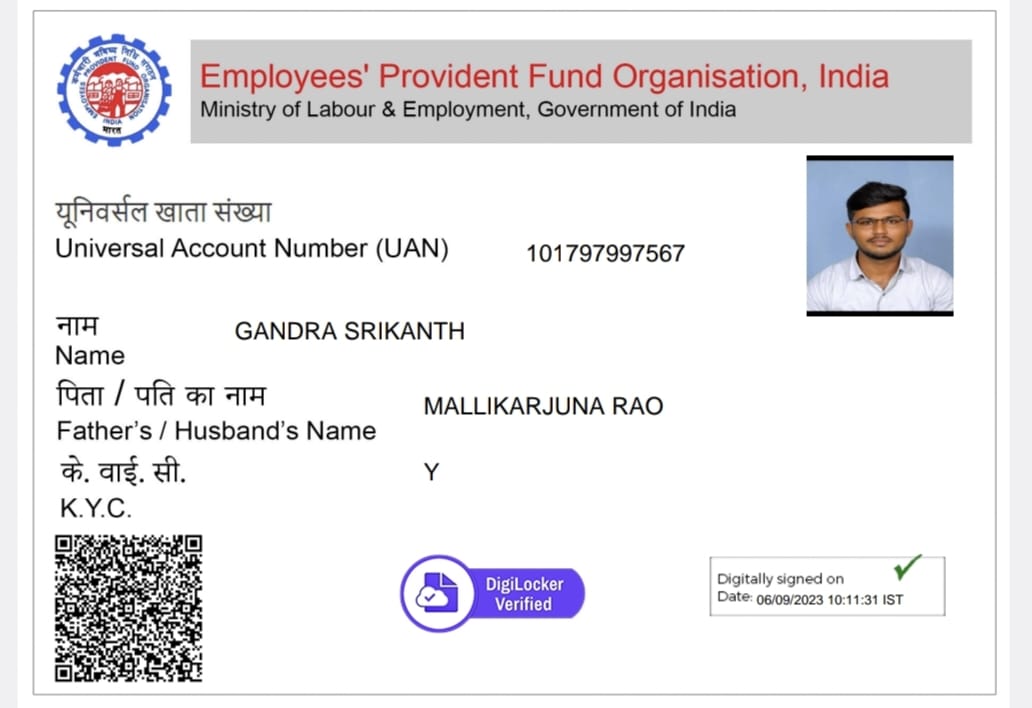 कर्मचारी भविष्य निधि संगठन
EMPLOYEES PROVIDENT FUND ORGANISATION
INDIA
भारत
Employees' Provident Fund Organisation, India
Ministry of Labour & Employment, Government of India
यूनिवर्सल खाता संख्या
Universal Account Number (UAN) 101797997567
नाम
Name GANDRA SRIKANTH
पिता / पति का नाम
Father's / Husband's Name MALLIKARJUNA RAO
के. वाई. सी.
K.Y.C. Y
DigiLocker
Verified
Digitally signed on
Date: 06/09/2023 10:11:31 IST